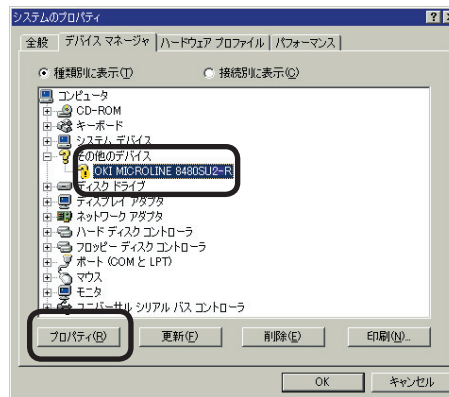 システムのプロパティ
全般 デバイス マネージャ ハードウェア プロファイル パフォーマンス
種類別に表示(T) 接続別に表示(C)
コンピュータ
CD-ROM
キーボード
システム デバイス
その他のデバイス
OKI MICROLINE 8480SU2-R
ディスク ドライブ
ディスプレイ アダプタ
ネットワーク アダプタ
ハード ディスク コントローラ
フロッピー ディスク コントローラ
ポート (COM と LPT)
マウス
モニタ
ユニバーサル シリアル バス コントローラ
プロパティ(R) 更新(F) 削除(E) 印刷(N)...
OK キャンセル